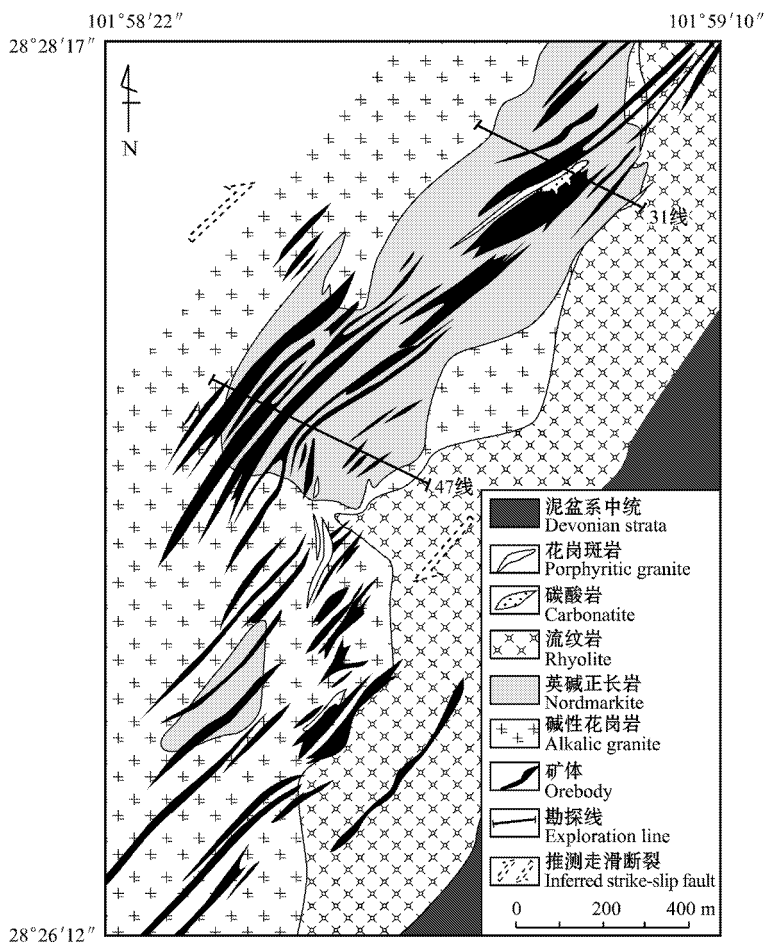 101°58′22″
101°59′10″
28°28′17″
N
31线
47线
泥盆系中统
Devonian strata
花岗斑岩
Porphyritic granite
碳酸岩
Carbonatite
流纹岩
Rhyolite
英碱正长岩
Nordmarkite
碱性花岗岩
Alkalic granite
矿体
Orebody
勘探线
Exploration line
推测走滑断裂
Inferred strike-slip fault
0 200 400 m
28°26′12″